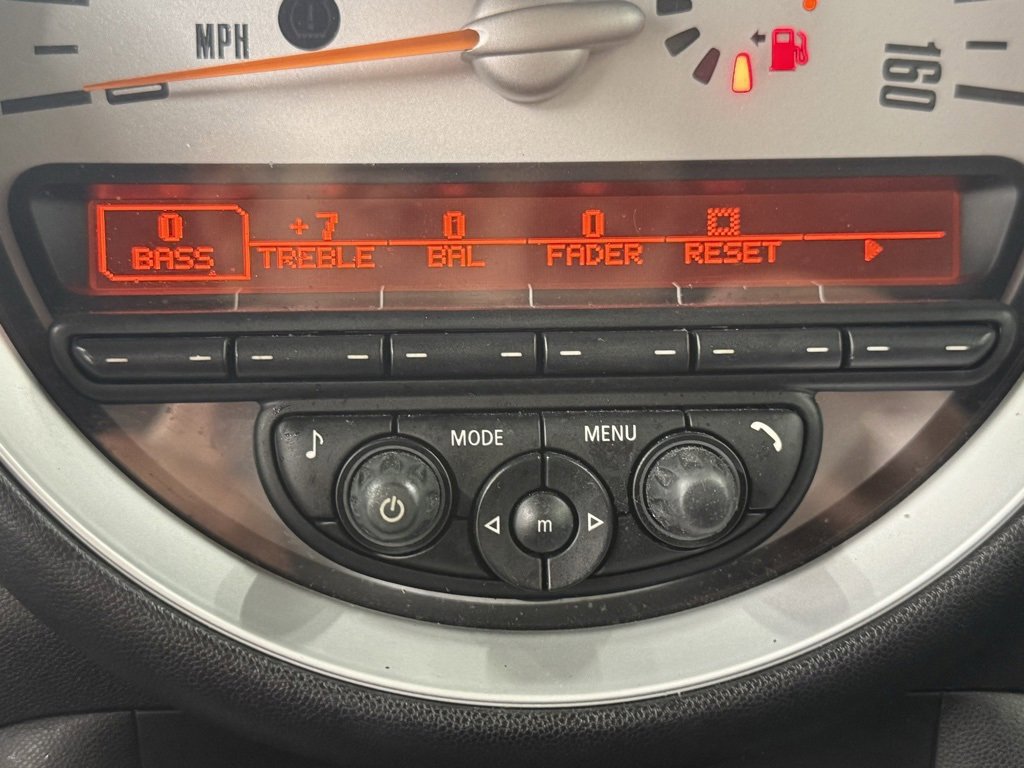 MPH
160
0 +7 0 0
BASS TREBLE BAL FADER RESET
MODE MENU
m